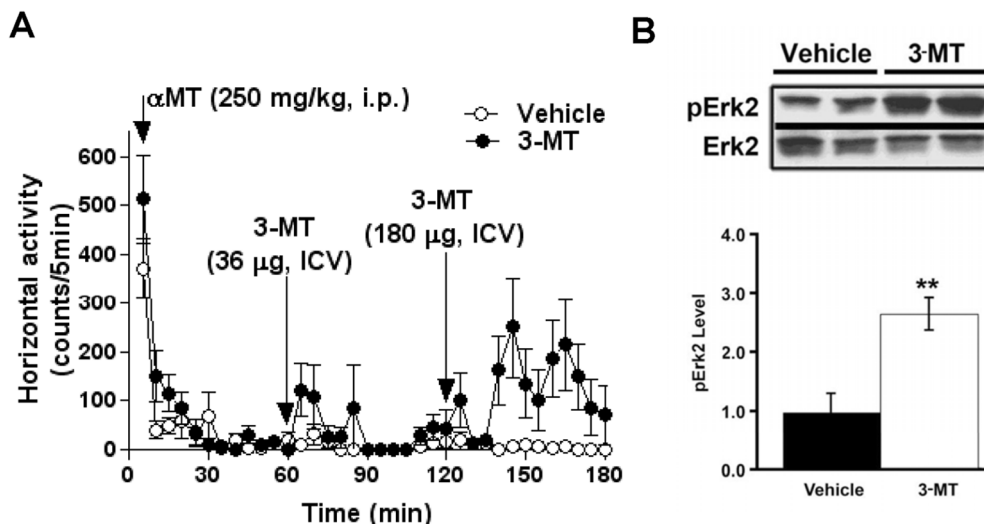 A
αMT (250 mg/kg, i.p.)
Vehicle
3-MT
3-MT
(36 µg, ICV)
3-MT
(180 µg, ICV)
Horizontal activity
(counts/5min)
600
500
400
300
200
100
0
0 30 60 90 120 150 180
Time (min)
B
Vehicle 3-MT
pErk2
Erk2
**
pErk2 Level
4.0
3.0
2.0
1.0
0.0
Vehicle 3-MT